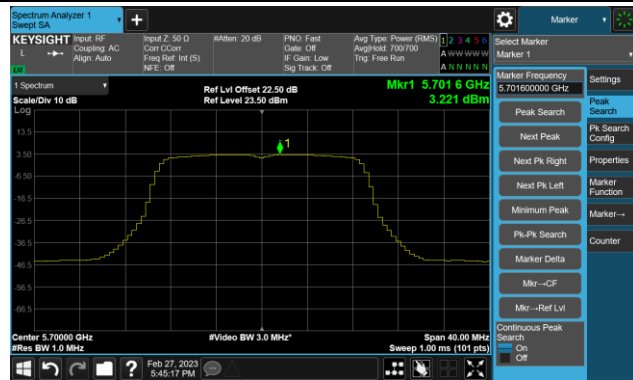 Spectrum Analyzer 1
Swept SA
+
Marker
KEYSIGHT
L
Input: RF
Coupling: AC
Align: Auto
Input Z: 50 Ω
Corr CCorr
Freq Ref: Int (S)
NFE: Off
#Atten: 20 dB
PNO: Fast
Gate: Off
IF Gain: Low
Sig Track: Off
Avg Type: Power (RMS)
Avg|Hold: 700/700
Trig: Free Run
1 2 3 4 5 6
A W W W W W
A N N N N N
Select Marker
Marker 1
1 Spectrum
Scale/Div 10 dB
Log
Ref Lvl Offset 22.50 dB
Ref Level 23.50 dBm
Mkr1 5.701 6 GHz
3.221 dBm
1
13.5
3.50
-6.50
-16.5
-26.5
-36.5
-46.5
-56.5
-66.5
Center 5.70000 GHz
#Res BW 1.0 MHz
#Video BW 3.0 MHz*
Span 40.00 MHz
Sweep 1.00 ms (101 pts)
Marker Frequency
5.701600000 GHz
Peak Search
Next Peak
Next Pk Right
Next Pk Left
Minimum Peak
Pk-Pk Search
Marker Delta
Mkr→CF
Mkr→Ref Lvl
Continuous Peak
Search
On
Off
Settings
Peak
Search
Pk Search
Config
Properties
Marker
Function
Marker→
Counter
?
Feb 27, 2023
5:45:17 PM